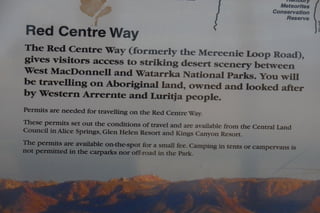 Henbury
Meteorites
Conservation
Reserve
Red Centre Way
The Red Centre Way (formerly the Mereenie Loop Road),
gives visitors access to striking desert scenery between
West MacDonnell and Watarrka National Parks. You will
be travelling on Aboriginal land, owned and looked after
by Western Arrernte and Luritja people.
Permits are needed for travelling on the Red Centre Way.
These permits set out the conditions of travel and are available from the Central Land
Council in Alice Springs, Glen Helen Resort and Kings Canyon Resort.
The permits are available on-the-spot for a small fee. Camping in tents or campervans is
not permitted in the carparks nor off-road in the Park.